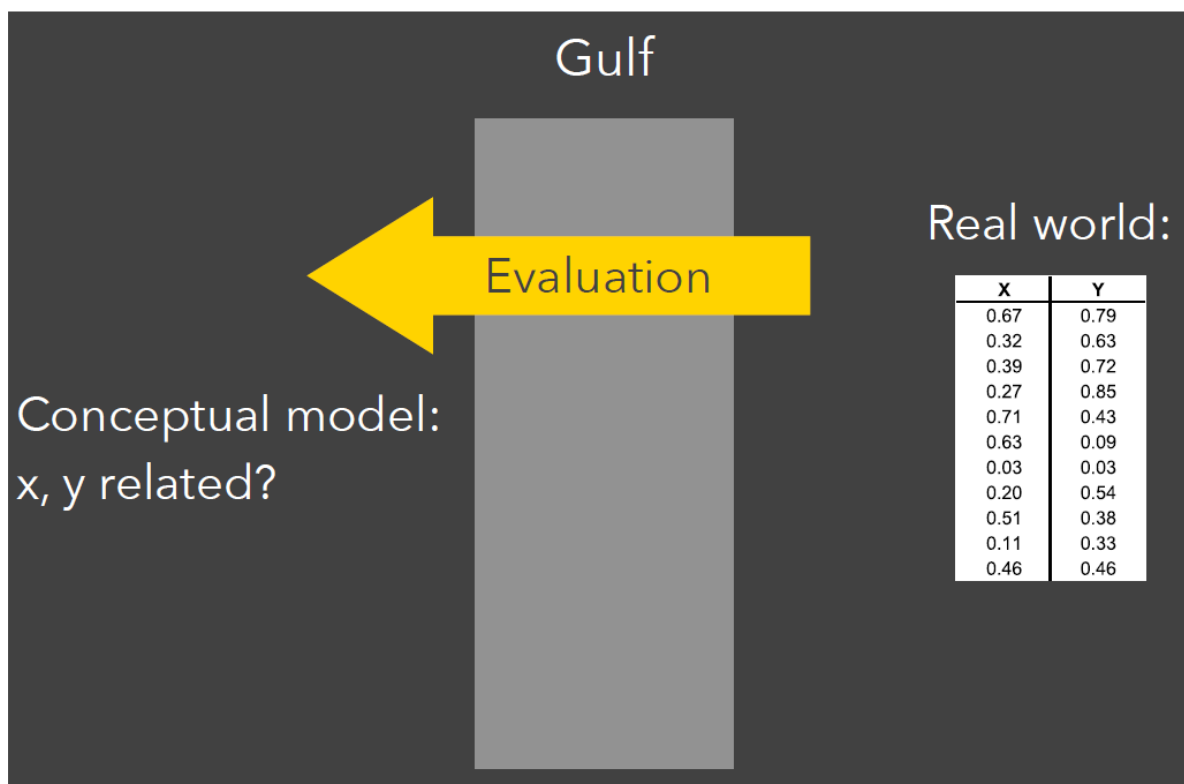 Gulf
Evaluation
Real world:
X Y
0.67 0.79
0.32 0.63
0.39 0.72
0.27 0.85
0.71 0.43
0.63 0.09
0.03 0.03
0.20 0.54
0.51 0.38
0.11 0.33
0.46 0.46
Conceptual model:
x, y related?